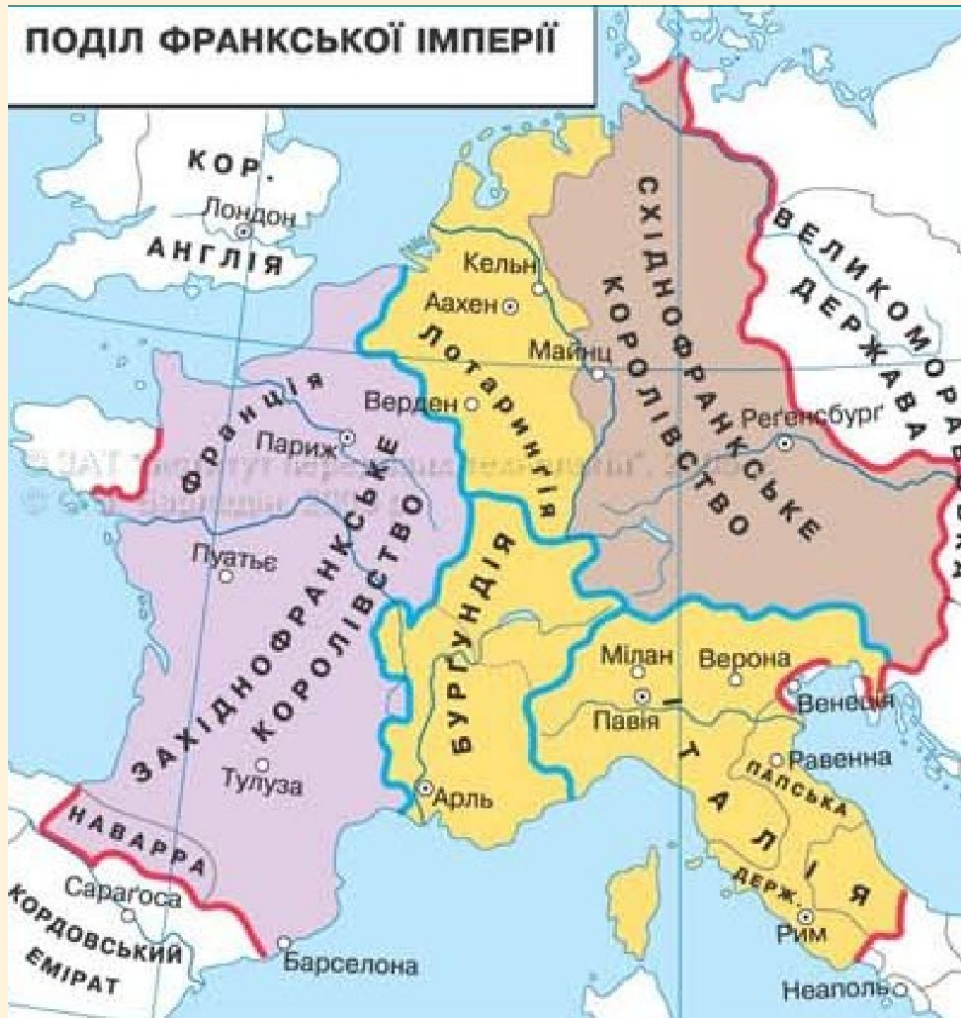 ПОДІЛ ФРАНКСЬКОЇ ІМПЕРІЇ
КОР.
Лондон
АНГЛІЯ
СХІДНОФРАНКСЬКЕ
КОРОЛІВСТВО
ВЕЛИКОМОРАВСЬКА
ДЕРЖАВА
Кельн
Аахен
Лотарингія
Майнц
Верден
Реґенсбурґ
Франція
Париж
ЗАХІДНОФРАНКСЬКЕ
КОРОЛІВСТВО
Пуатьє
БУРГУНДІЯ
Мілан
Верона
Венеція
Павія
ІТАЛІЯ
Равенна
ПАПСЬКА
ДЕРЖ.
Тулуза
Арль
НАВАРРА
Сараґоса
КОРДОВСЬКИЙ
ЕМІРАТ
Барселона
Рим
Неаполь